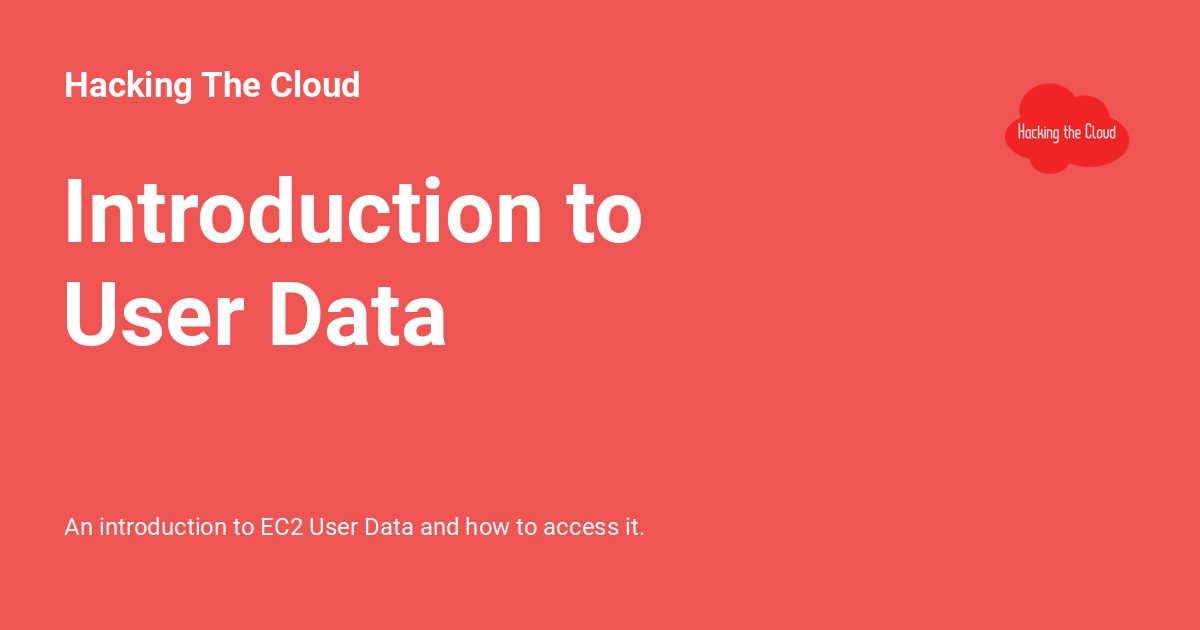 Hacking The Cloud
Hacking the Cloud
Introduction to
User Data
An introduction to EC2 User Data and how to access it.